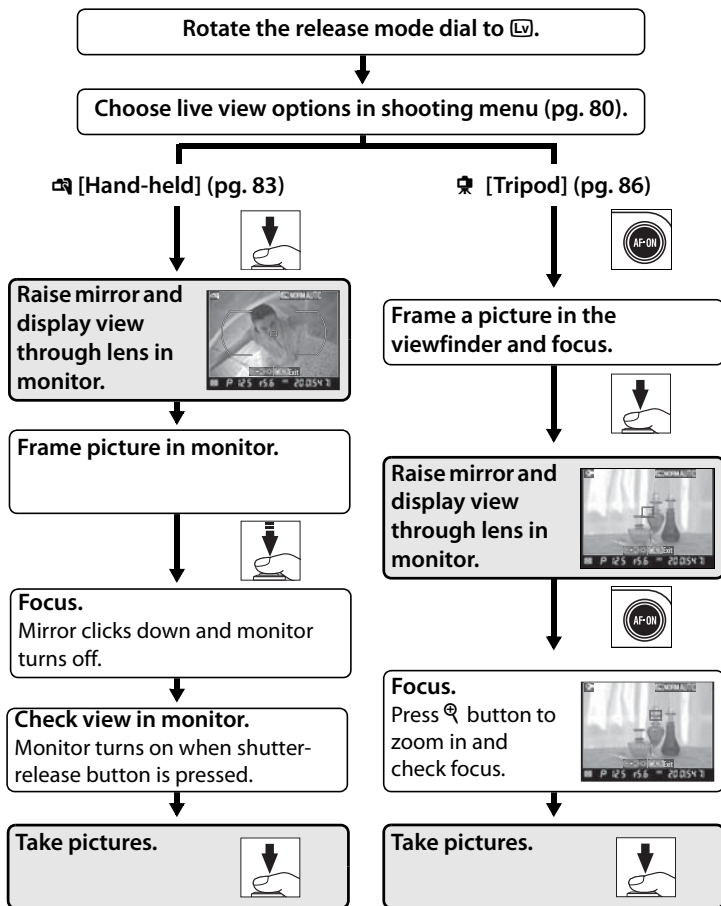 Rotate the release mode dial to Lv.
Choose live view options in shooting menu (pg. 80).
[Hand-held] (pg. 83)
Raise mirror and
display view
through lens in
monitor.
Frame picture in monitor.
Focus.
Mirror clicks down and monitor
turns off.
Check view in monitor.
Monitor turns on when shutter-
release button is pressed.
Take pictures.
[Tripod] (pg. 86)
AF-ON
Frame a picture in the
viewfinder and focus.
Raise mirror and
display view
through lens in
monitor.
AF-ON
Focus.
Press button to
zoom in and
check focus.
Take pictures.